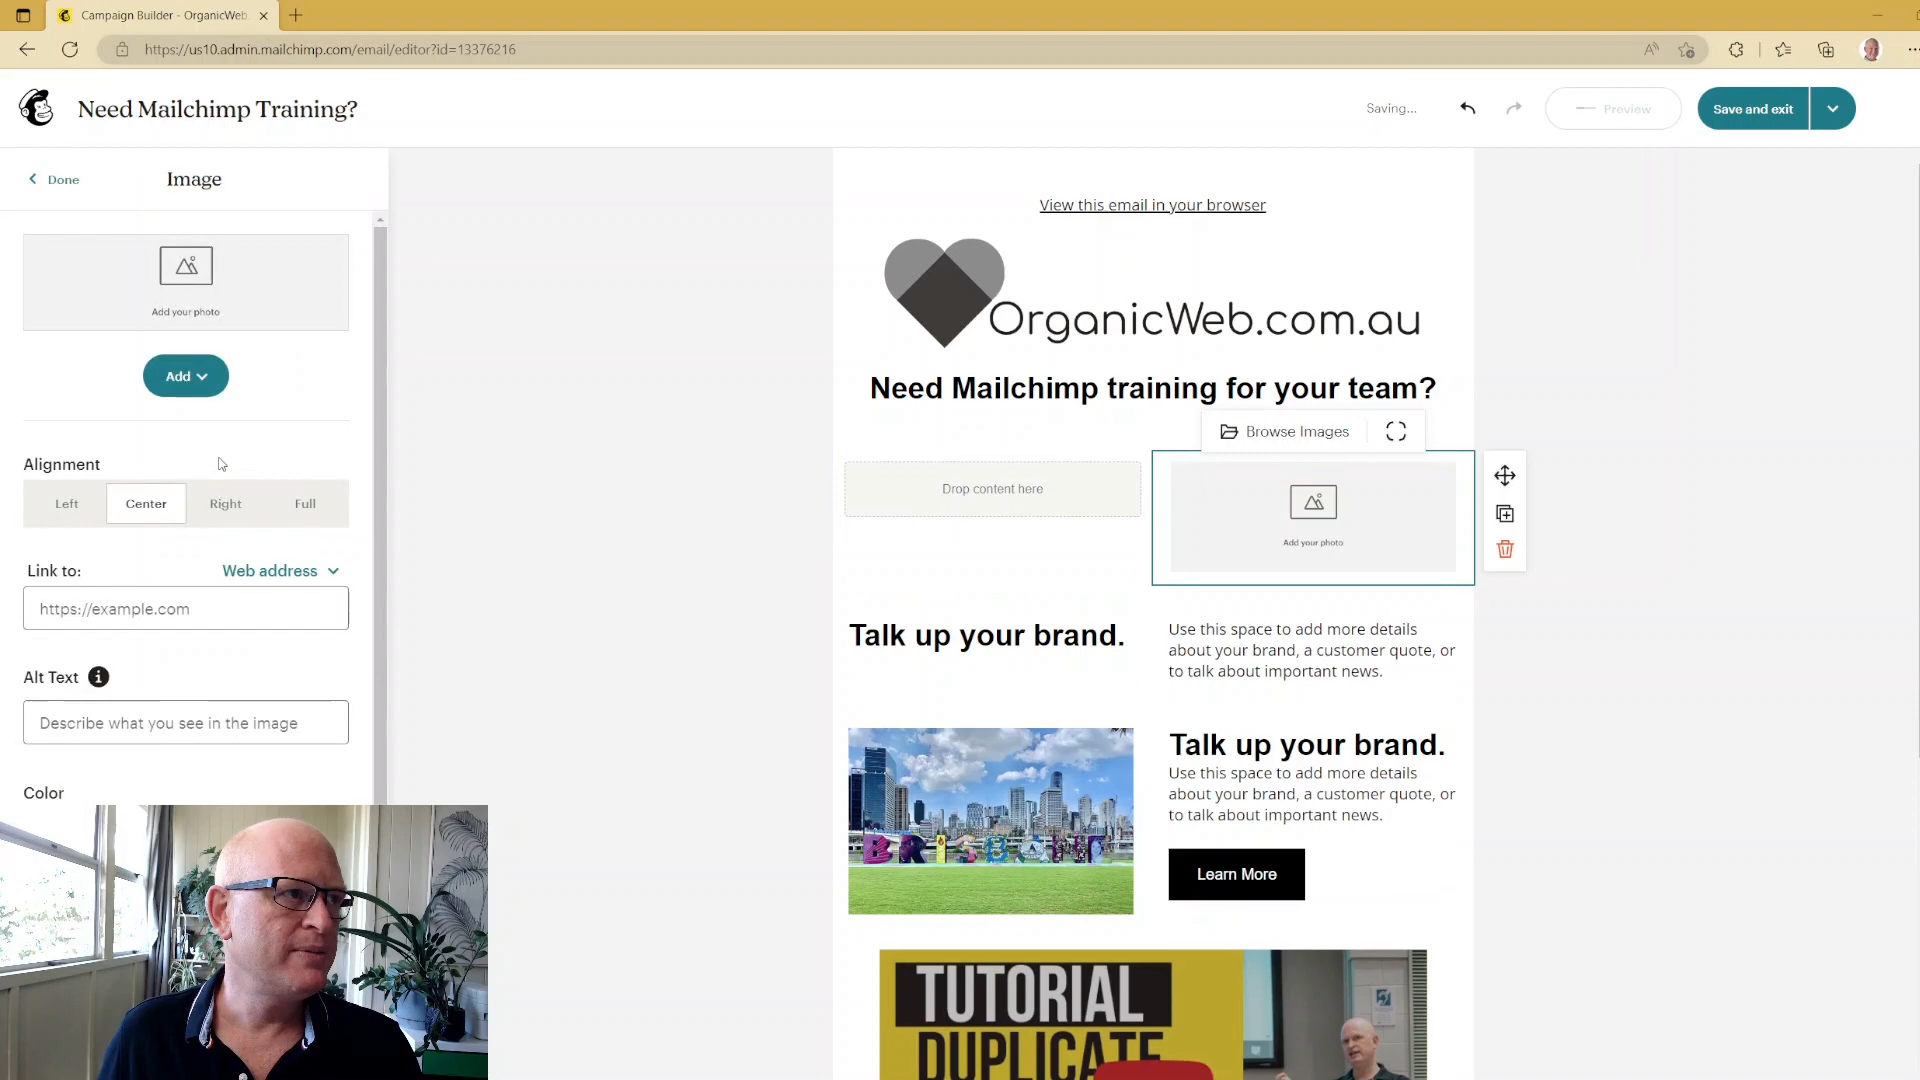 Campaign Builder - OrganicWeb.
https://us10.admin.mailchimp.com/email/editor?id=13376216
Need Mailchimp Training?
Saving...
Preview
Save and exit
Done
Image
Add your photo
Add
Alignment
Left
Center
Right
Full
Link to:
Web address
https://example.com
Alt Text
Describe what you see in the image
Color
View this email in your browser
OrganicWeb.com.au
Need Mailchimp training for your team?
Browse Images
Drop content here
Add your photo
Talk up your brand.
Use this space to add more details
about your brand, a customer quote, or
to talk about important news.
BRISBANE
Talk up your brand.
Use this space to add more details
about your brand, a customer quote, or
to talk about important news.
Learn More
TUTORIAL
DUPLICATE